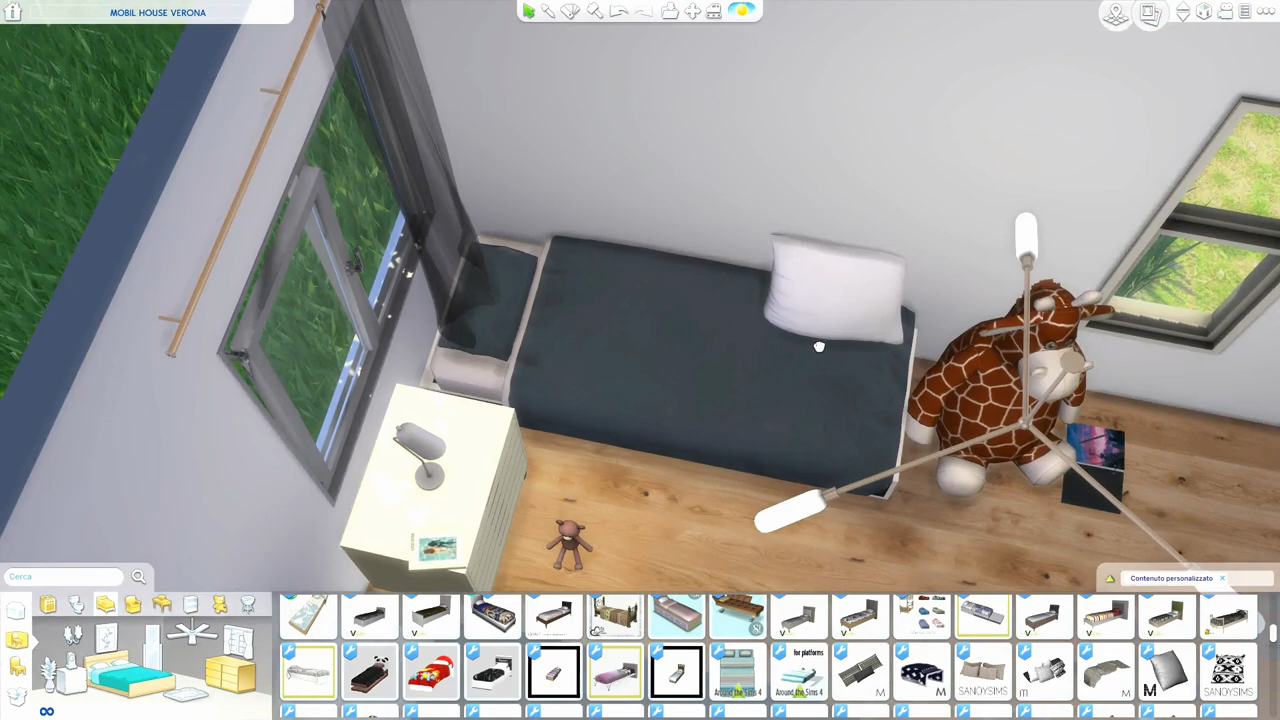 MOBIL HOUSE VERONA
Cerca
Contenuto personalizzato
for platforms
Around the Sims 4
Around the Sims 4
M
M
SANOYSIMS
M
M
SANOYSIMS